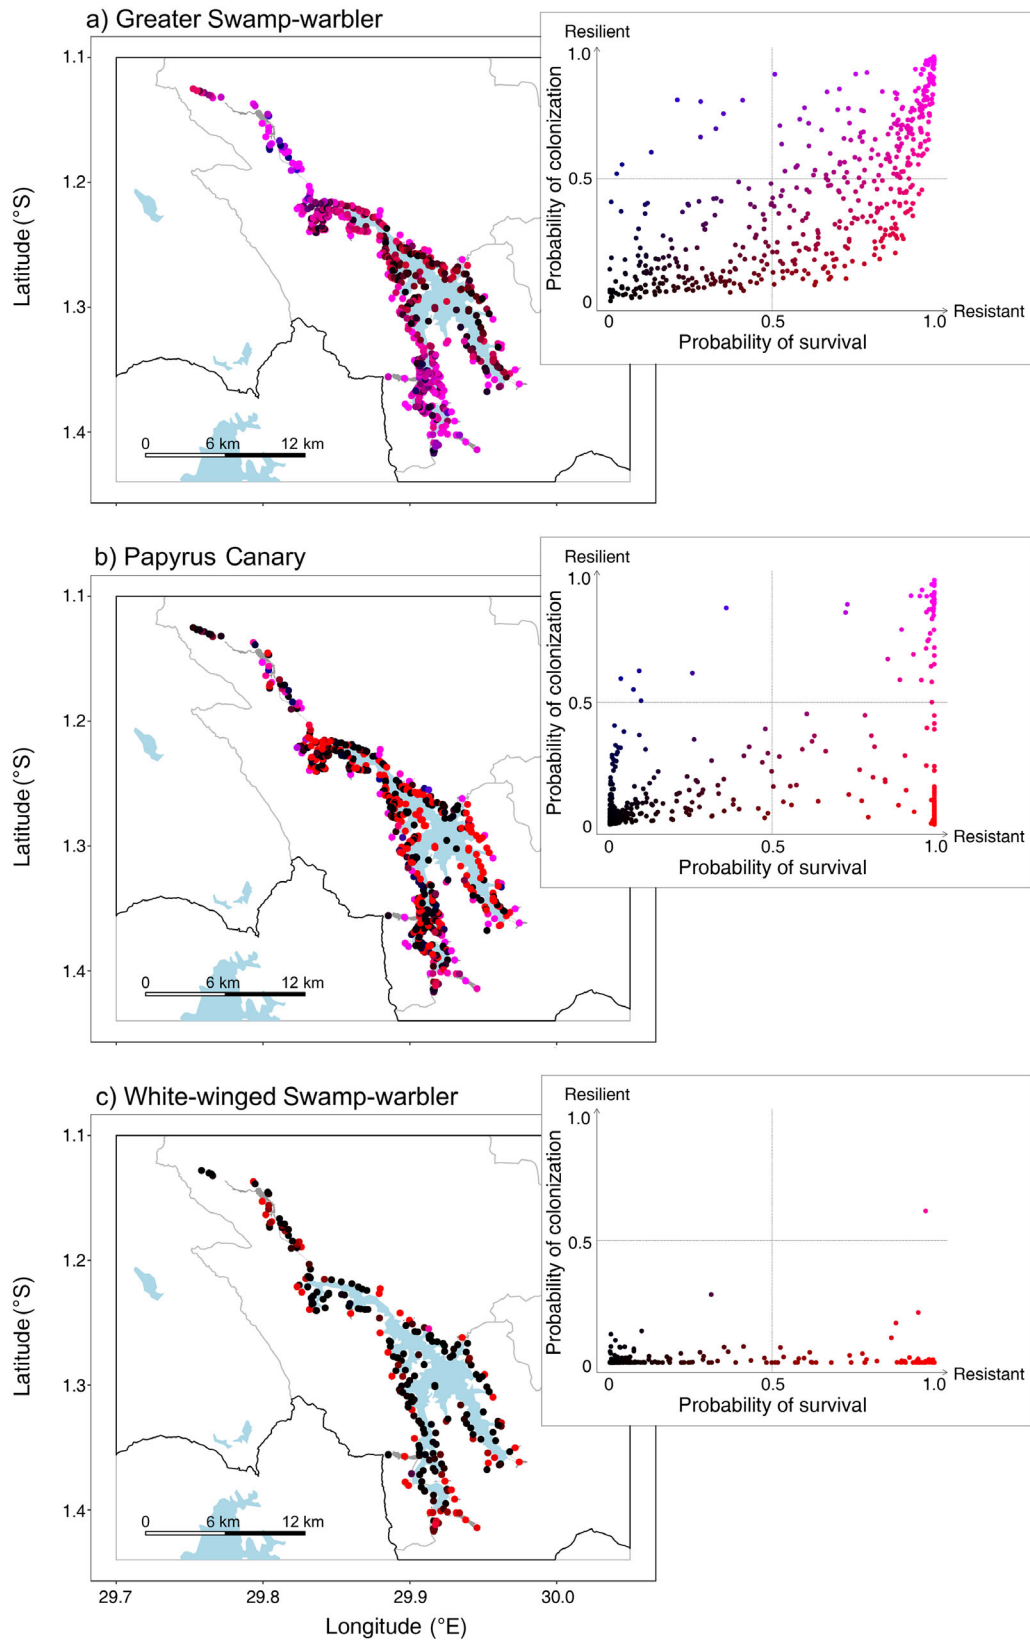 a) Greater Swamp-warbler
Resilient
1.0
0.5
0
Probability of colonization
0
0.5
1.0
Resistant
Probability of survival
1.1
1.2
1.3
1.4
Latitude (°S)
0
6 km
12 km
b) Papyrus Canary
Resilient
1.0
0.5
0
Probability of colonization
0
0.5
1.0
Resistant
Probability of survival
1.1
1.2
1.3
1.4
Latitude (°S)
0
6 km
12 km
c) White-winged Swamp-warbler
Resilient
1.0
0.5
0
Probability of colonization
0
0.5
1.0
Resistant
Probability of survival
1.1
1.2
1.3
1.4
Latitude (°S)
0
6 km
12 km
29.7
29.8
29.9
30.0
Longitude (°E)